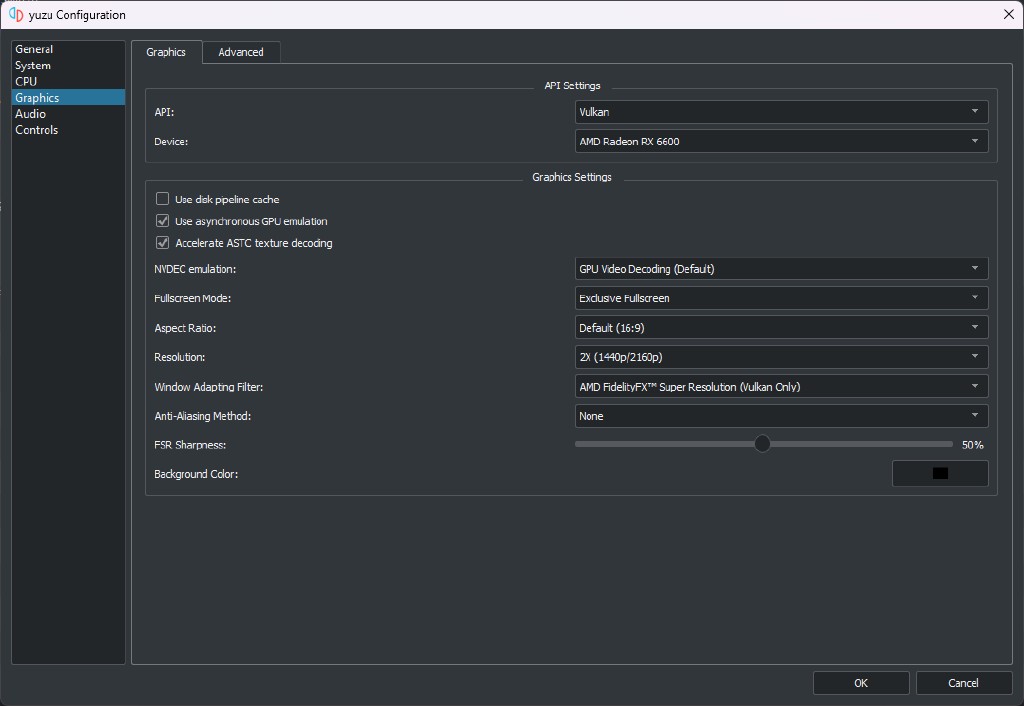 yuzu Configuration
General
System
CPU
Graphics
Audio
Controls
Graphics Advanced
API Settings
API: Vulkan
Device: AMD Radeon RX 6600
Graphics Settings
Use disk pipeline cache
Use asynchronous GPU emulation
Accelerate ASTC texture decoding
NVDEC emulation: GPU Video Decoding (Default)
Fullscreen Mode: Exclusive Fullscreen
Aspect Ratio: Default (16:9)
Resolution: 2X (1440p/2160p)
Window Adapting Filter: AMD FidelityFX™ Super Resolution (Vulkan Only)
Anti-Aliasing Method: None
FSR Sharpness: 50%
Background Color:
OK Cancel